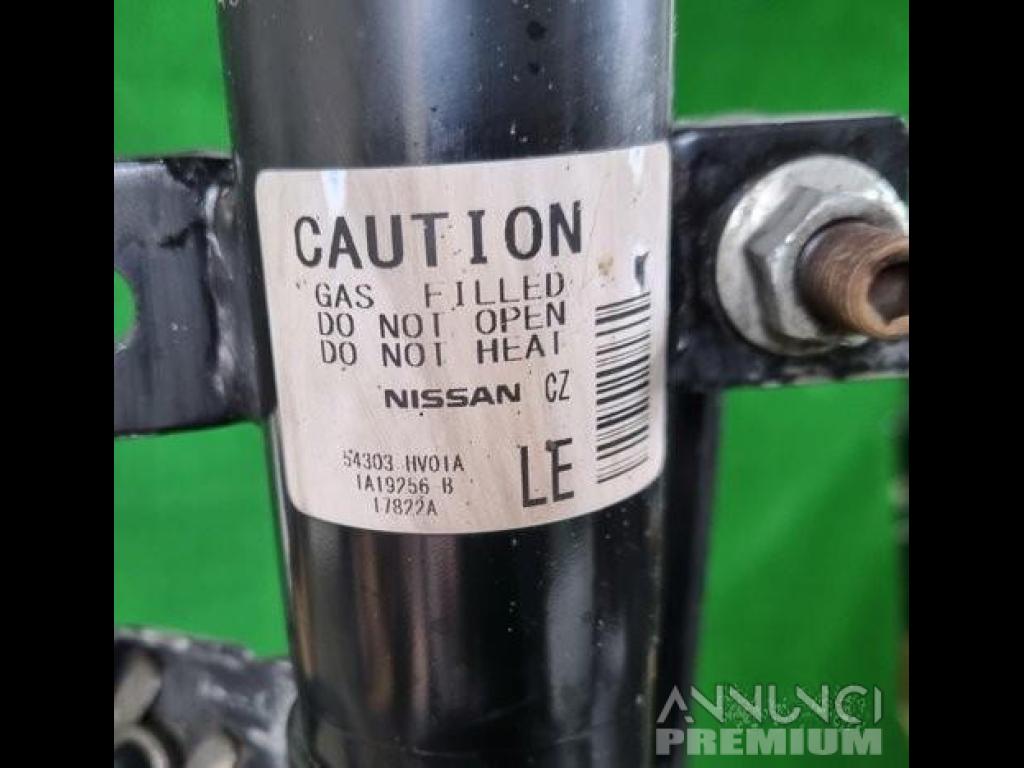 CAUTION
GAS FILLED
DO NOT OPEN
DO NOT HEAT
NISSAN CZ
54303 HV01A
1A19256 B
17822A
LE
ANNUNCI
PREMIUM